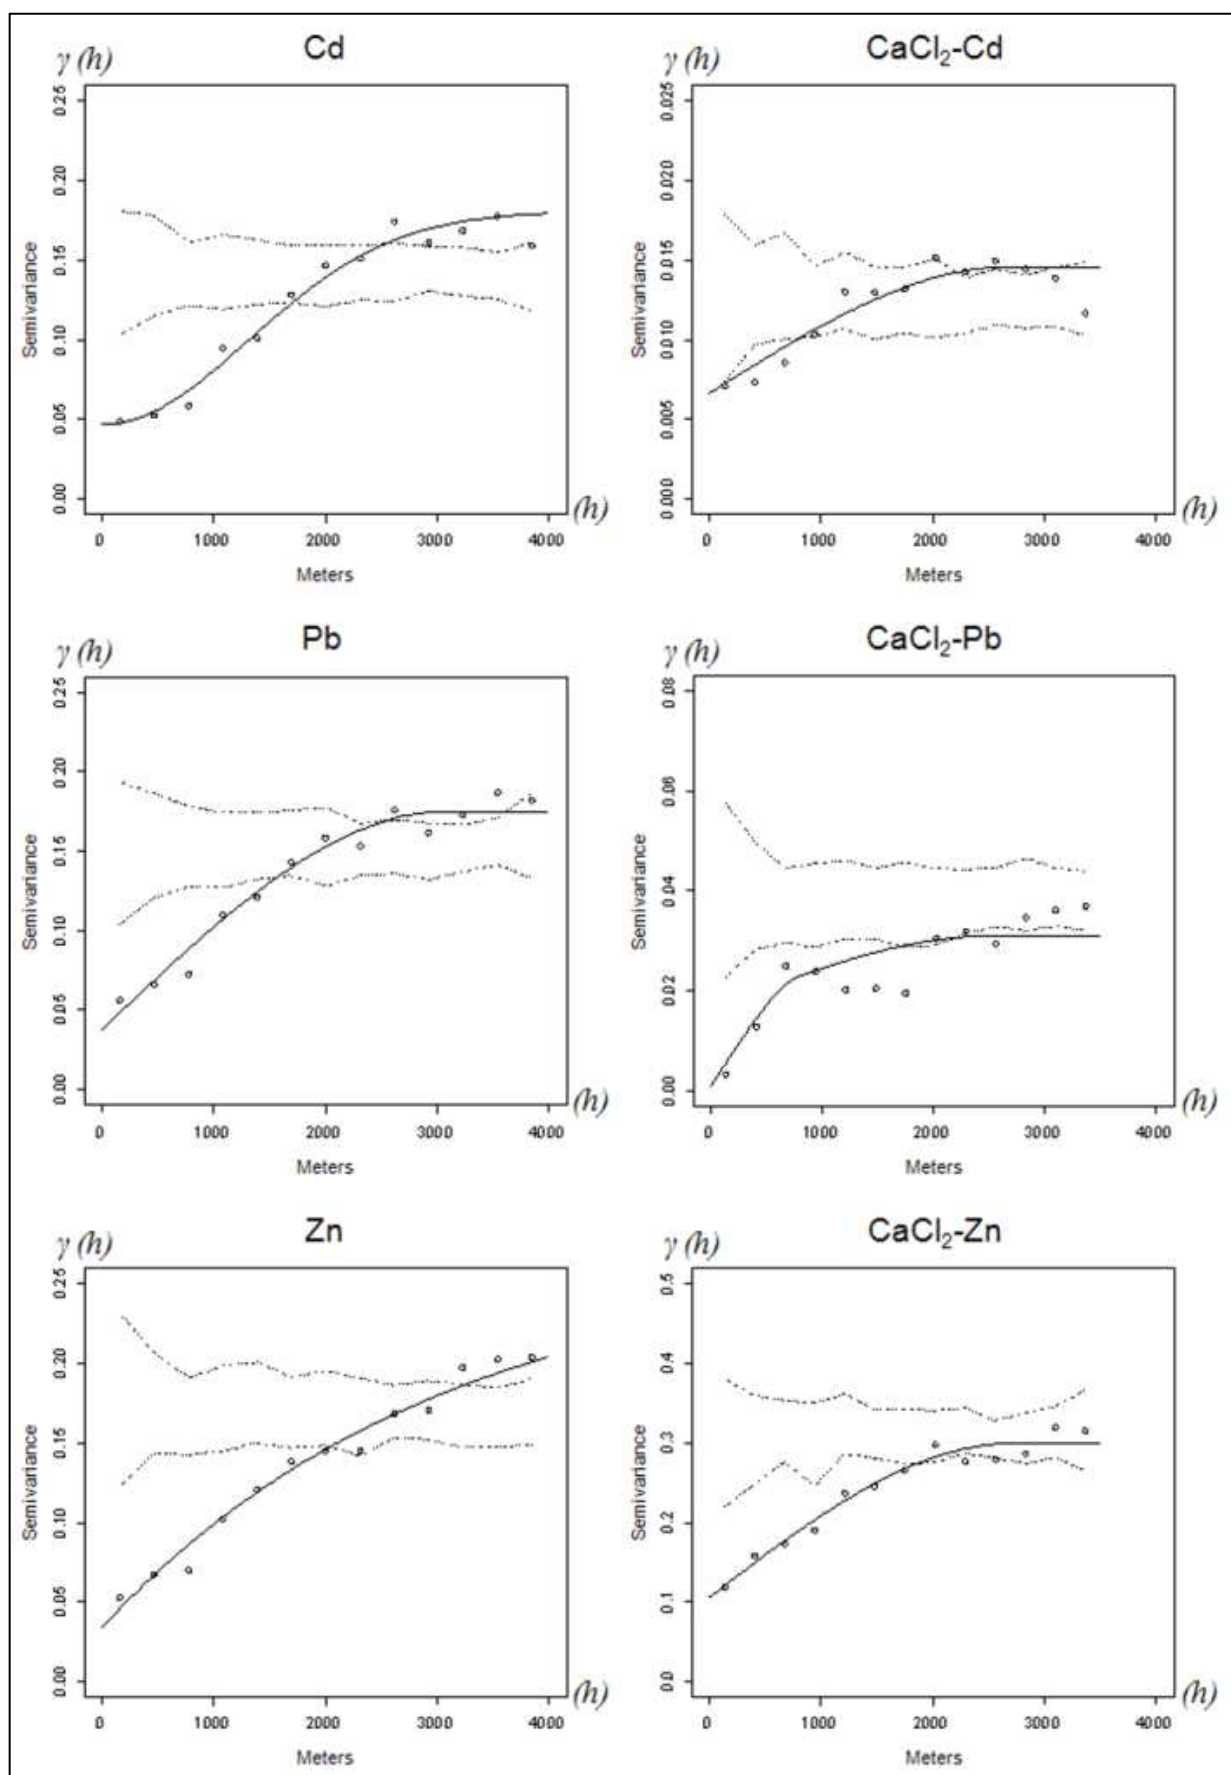 Cd
γ (h)
Semivariance
0.25
0.20
0.15
0.10
0.05
0.00
0 1000 2000 3000 4000
(h)
Meters
CaCl₂-Cd
γ (h)
Semivariance
0.025
0.020
0.015
0.010
0.005
0.000
0 1000 2000 3000 4000
(h)
Meters
Pb
γ (h)
Semivariance
0.25
0.20
0.15
0.10
0.05
0.00
0 1000 2000 3000 4000
(h)
Meters
CaCl₂-Pb
γ (h)
Semivariance
0.08
0.06
0.04
0.02
0.00
0 1000 2000 3000 4000
(h)
Meters
Zn
γ (h)
Semivariance
0.25
0.20
0.15
0.10
0.05
0.00
0 1000 2000 3000 4000
(h)
Meters
CaCl₂-Zn
γ (h)
Semivariance
0.5
0.4
0.3
0.2
0.1
0.0
0 1000 2000 3000 4000
(h)
Meters